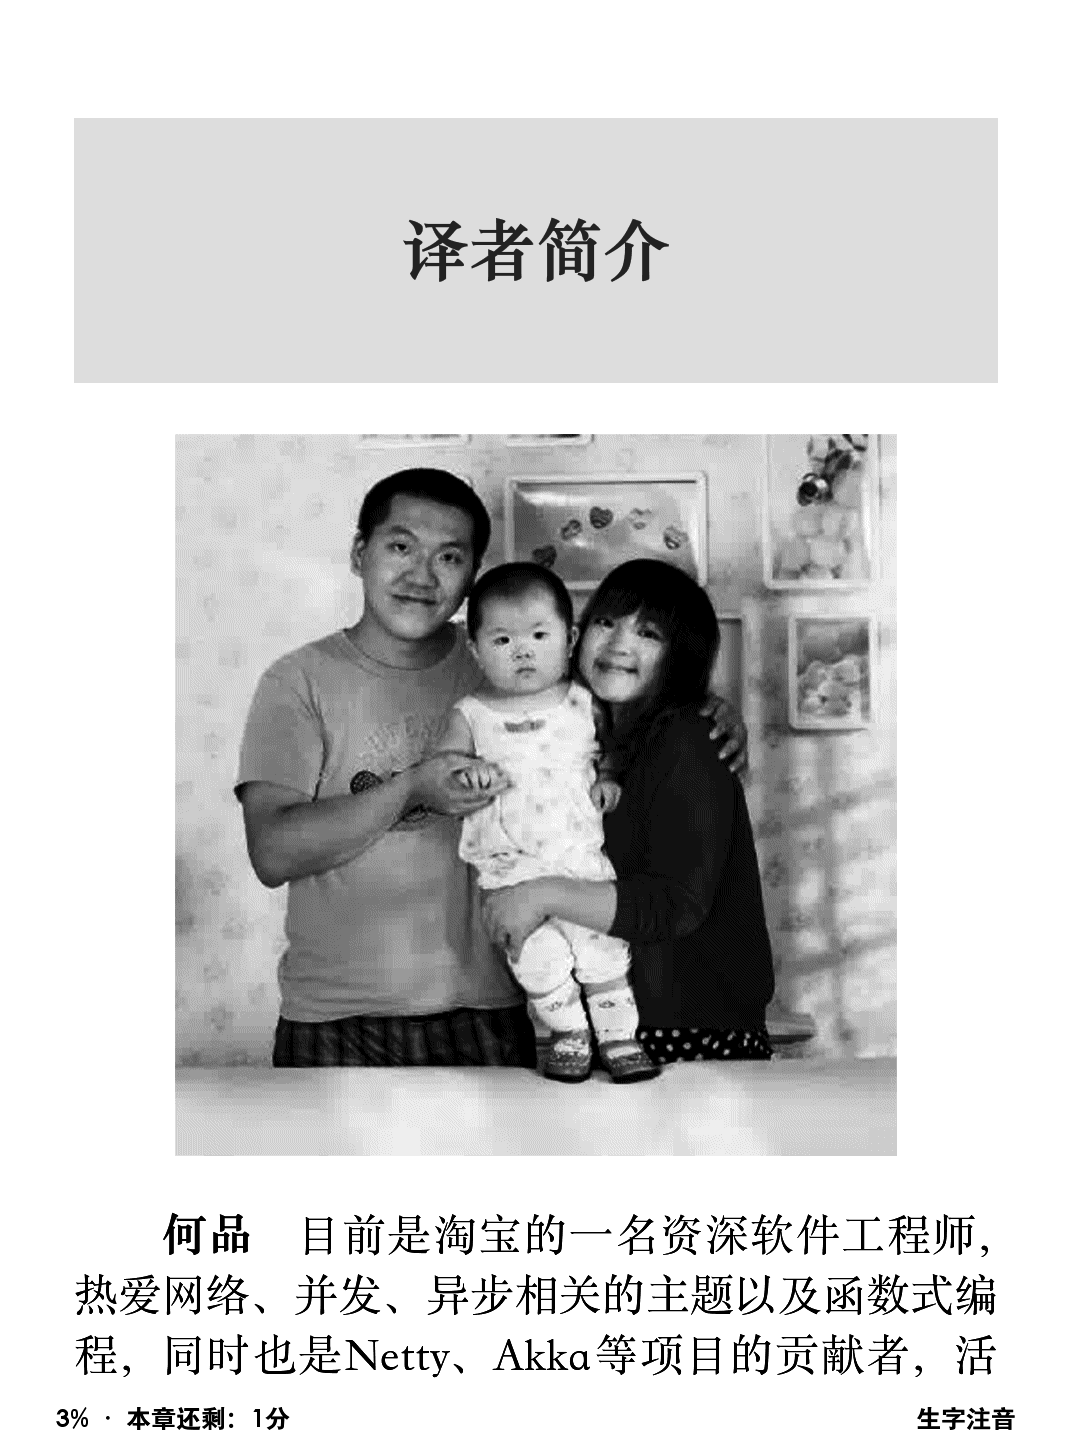 译者简介
何品 目前是淘宝的一名资深软件工程师，
热爱网络、并发、异步相关的主题以及函数式编
程，同时也是Netty、Akka等项目的贡献者，活
3% · 本章还剩：1分
生字注音